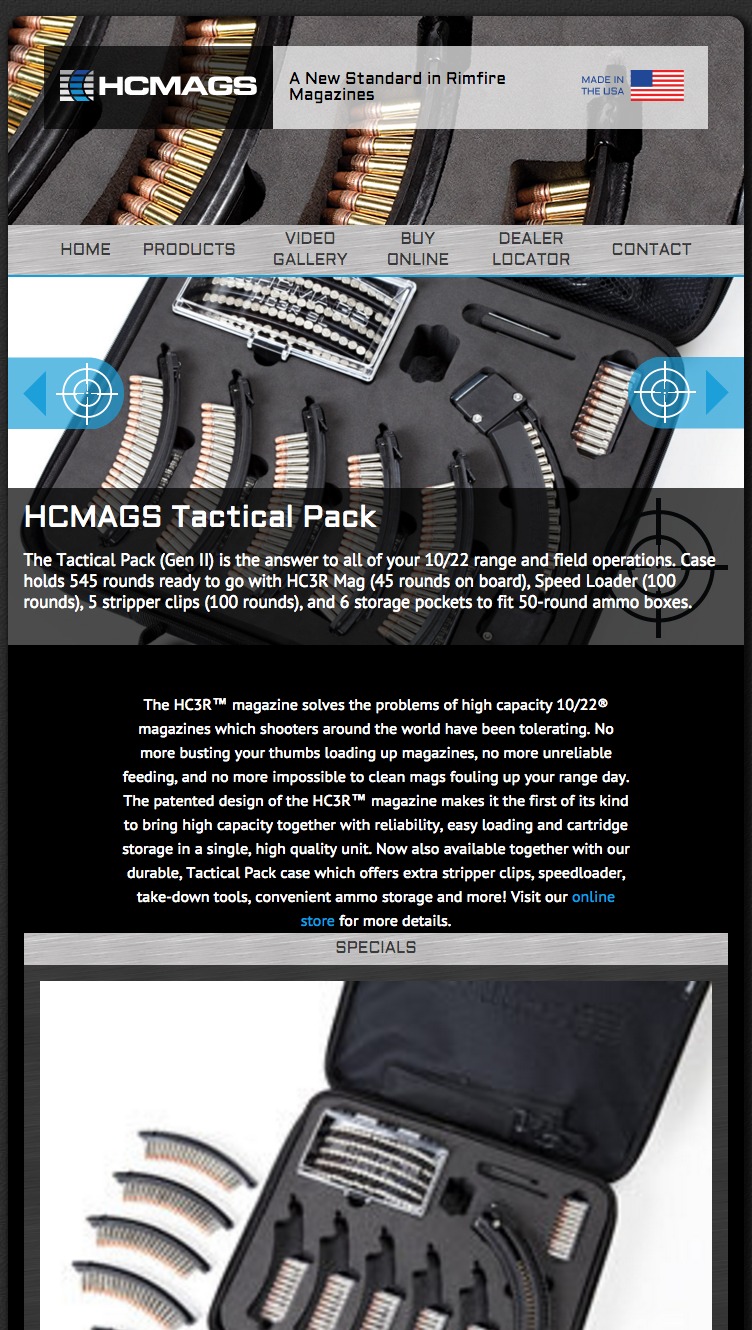 HCMAGS
A New Standard in Rimfire
Magazines
MADE IN
THE USA
HOME
PRODUCTS
VIDEO
GALLERY
BUY
ONLINE
DEALER
LOCATOR
CONTACT
HCMAGS Tactical Pack
The Tactical Pack (Gen II) is the answer to all of your 10/22 range and field operations. Case
holds 545 rounds ready to go with HC3R Mag (45 rounds on board), Speed Loader (100
rounds), 5 stripper clips (100 rounds), and 6 storage pockets to fit 50-round ammo boxes.
The HC3R™ magazine solves the problems of high capacity 10/22®
magazines which shooters around the world have been tolerating. No
more busting your thumbs loading up magazines, no more unreliable
feeding, and no more impossible to clean mags fouling up your range day.
The patented design of the HC3R™ magazine makes it the first of its kind
to bring high capacity together with reliability, easy loading and cartridge
storage in a single, high quality unit. Now also available together with our
durable, Tactical Pack case which offers extra stripper clips, speedloader,
take-down tools, convenient ammo storage and more! Visit our online
store for more details.
SPECIALS